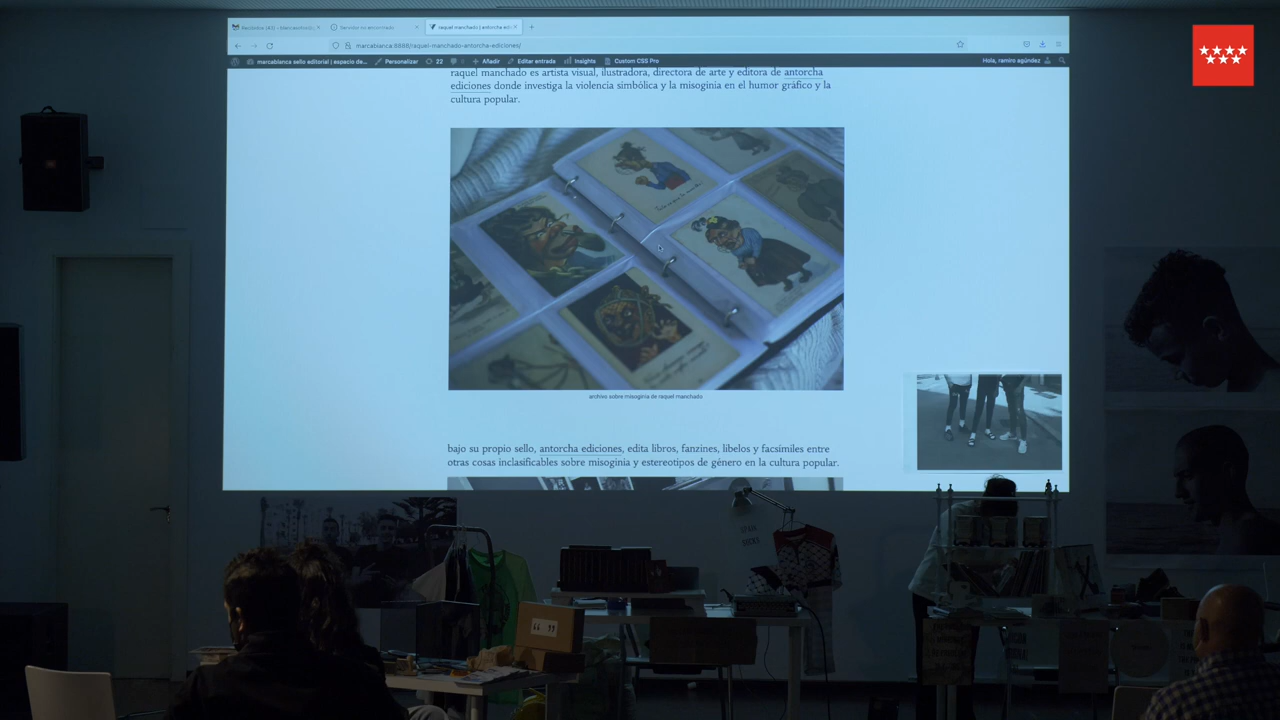 raquel manchado | antorcha edic
marcabianca:8888/raquel-manchado-antorcha-ediciones/
marcabianca sello editorial | espacio de...
Personalizar
22
Añadir
Editar entrada
Insights
Custom CSS Pro
Hola, ramiro agúndez
raquel manchado es artista visual, ilustradora, directora de arte y editora de antorcha
ediciones donde investiga la violencia simbólica y la misoginia en el humor gráfico y la
cultura popular.
archivo sobre misoginia de raquel manchado
bajo su propio sello, antorcha ediciones, edita libros, fanzines, libelos y facsímiles entre
otras cosas inclasificables sobre misoginia y estereotipos de género en la cultura popular.